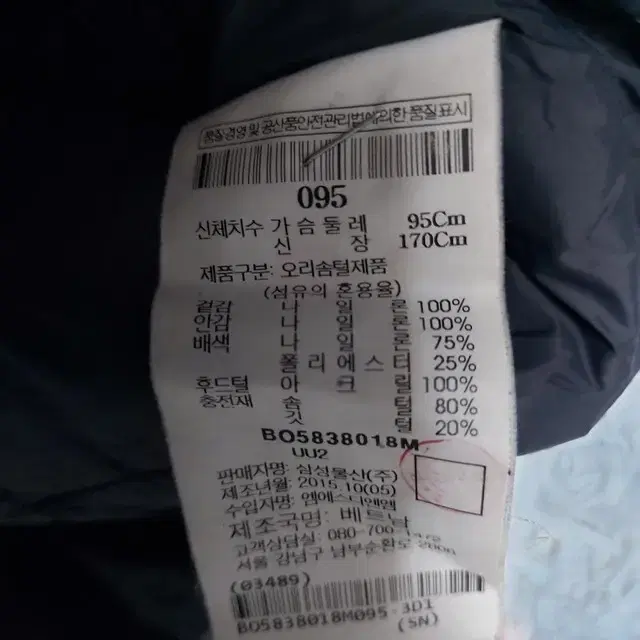 품질경영 및 공산품안전관리법에 의한 품질표시
095
신체치수 가 슴 둘 레 95Cm
신 장 170Cm
제품구분: 오리솜털제품
(섬유의 혼용율)
겉감 나 일 론 100%
안감 나 일 론 100%
배색 나 일 론 75%
폴 리 에 스 터 25%
후드털 아 크 릴 100%
충전재 솜 털 80%
깃 털 20%
BO5838018M
UU2
판매자명: 삼성물산(주)
제조년월: 2015.10(05)
수입자명: 엠에스
제조국명: 베트남
고객상담실: 080-700
서울 강남구 남부순환로
(03489)
BO5838018M095-3D1
(SN)